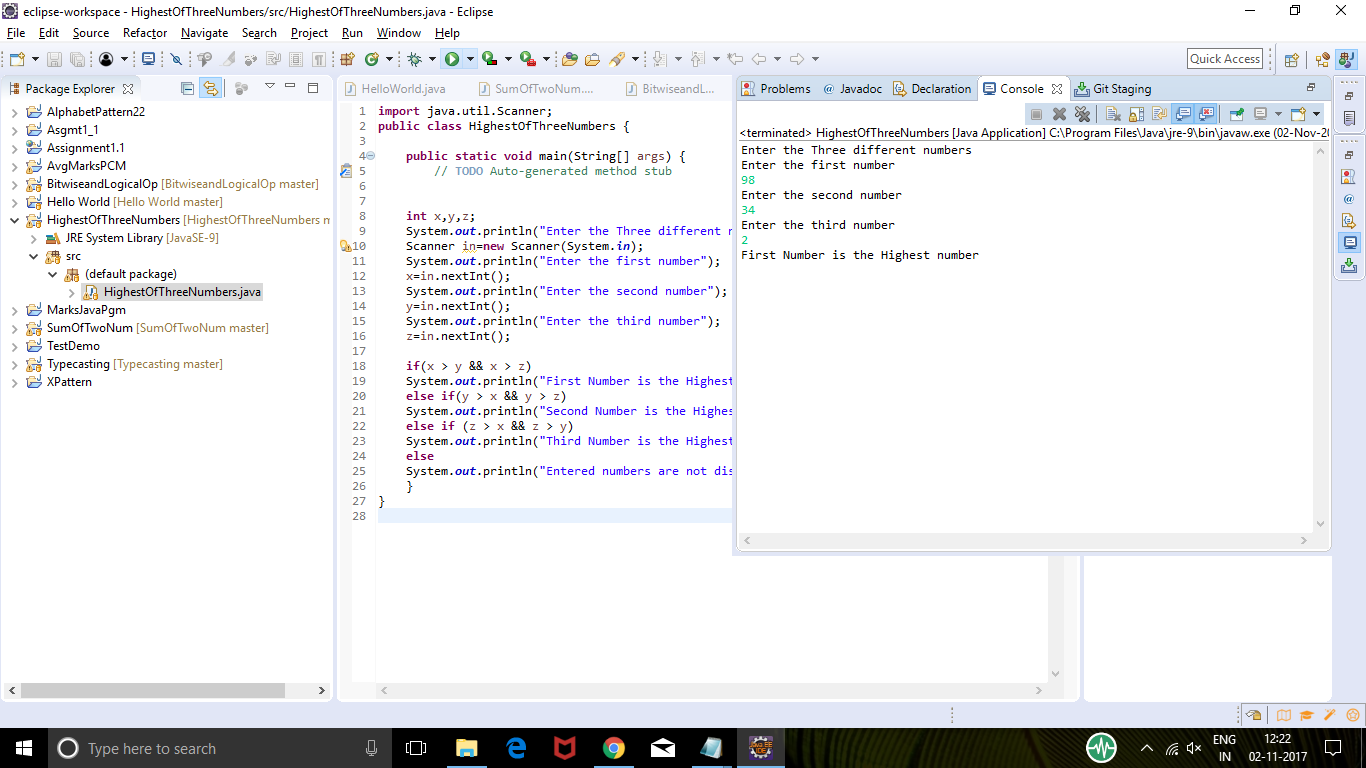 eclipse-workspace - HighestOfThreeNumbers/src/HighestOfThreeNumbers.java - Eclipse
File Edit Source Refactor Navigate Search Project Run Window Help
Quick Access
Package Explorer
AlphabetPattern22
Asgmt1_1
Assignment1.1
AvgMarksPCM
BitwiseandLogicalOp [BitwiseandLogicalOp master]
Hello World [Hello World master]
HighestOfThreeNumbers [HighestOfThreeNumbers m
JRE System Library [JavaSE-9]
src
(default package)
HighestOfThreeNumbers.java
MarksJavaPgm
SumOfTwoNum [SumOfTwoNum master]
TestDemo
Typecasting [Typecasting master]
XPattern
HelloWorld.java SumOfTwoNum.... BitwiseandL...
1 import java.util.Scanner;
2 public class HighestOfThreeNumbers {
3
4 public static void main(String[] args) {
5 // TODO Auto-generated method stub
6
7
8 int x,y,z;
9 System.out.println("Enter the Three different n
10 Scanner in=new Scanner(System.in);
11 System.out.println("Enter the first number");
12 x=in.nextInt();
13 System.out.println("Enter the second number");
14 y=in.nextInt();
15 System.out.println("Enter the third number");
16 z=in.nextInt();
17
18 if(x > y && x > z)
19 System.out.println("First Number is the Highest
20 else if(y > x && y > z)
21 System.out.println("Second Number is the Highes
22 else if (z > x && z > y)
23 System.out.println("Third Number is the Highest
24 else
25 System.out.println("Entered numbers are not dis
26 }
27 }
28
Problems @ Javadoc Declaration Console Git Staging
<terminated> HighestOfThreeNumbers [Java Application] C:\Program Files\Java\jre-9\bin\javaw.exe (02-Nov-20
Enter the Three different numbers
Enter the first number
98
Enter the second number
34
Enter the third number
2
First Number is the Highest number
Type here to search
ENG
IN
12:22
02-11-2017